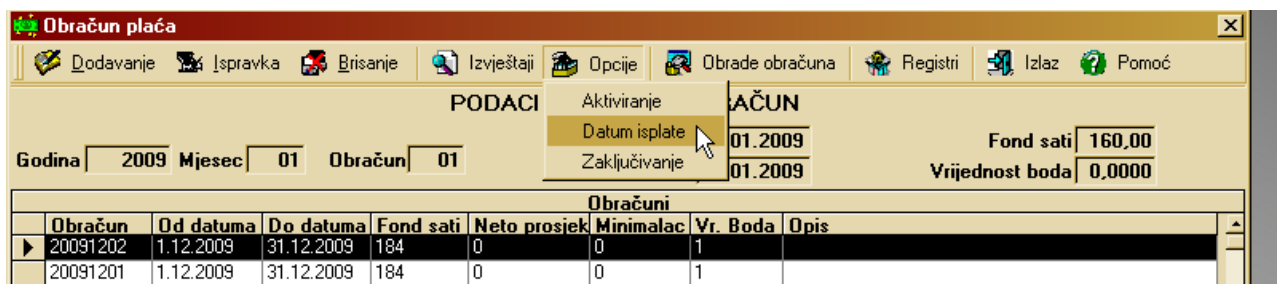 Obračun plaća
Dodavanje Ispravka Brisanje Izvještaji Opcije Obrade obračuna Registri Izlaz Pomoć
PODACI AČUN
Aktiviranje
Datum isplate
Zaključivanje
01.2009
Fond sati 160,00
Godina 2009 Mjesec 01 Obračun 01
01.2009
Vrijednost boda 0,0000
Obračuni
Obračun Od datuma Do datuma Fond sati Neto prosjek Minimalac Vr. Boda Opis
20091202 1.12.2009 31.12.2009 184 0 0 1
20091201 1.12.2009 31.12.2009 184 0 0 1